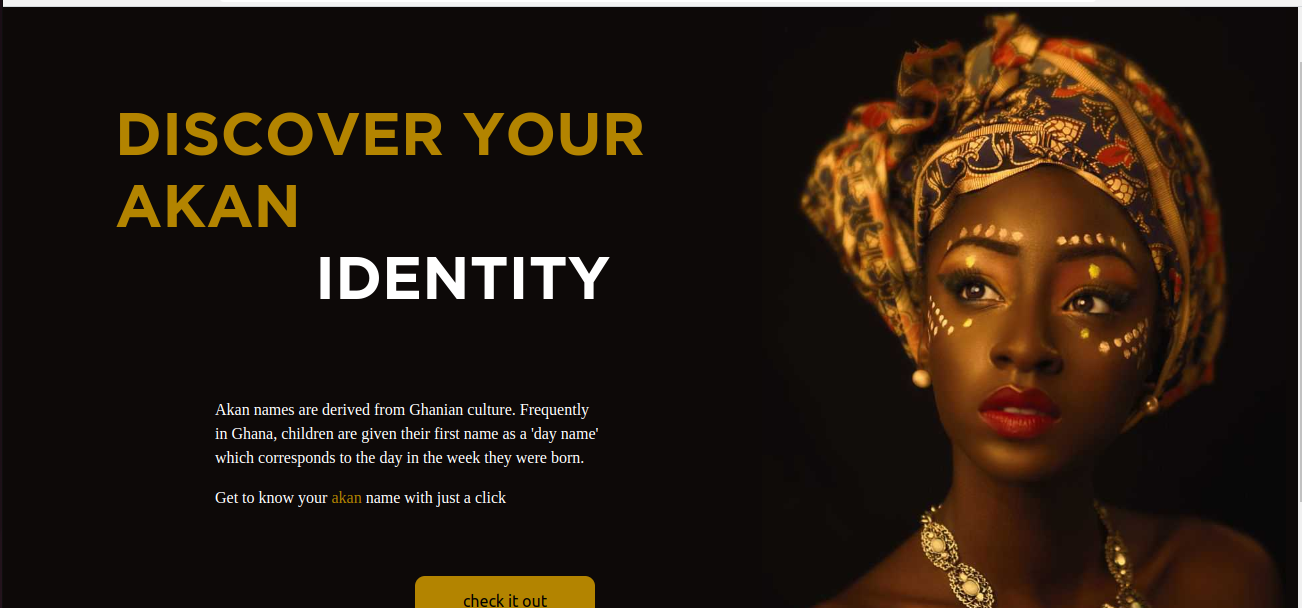 DISCOVER YOUR
AKAN
IDENTITY
Akan names are derived from Ghanian culture. Frequently
in Ghana, children are given their first name as a 'day name'
which corresponds to the day in the week they were born.
Get to know your akan name with just a click
check it out